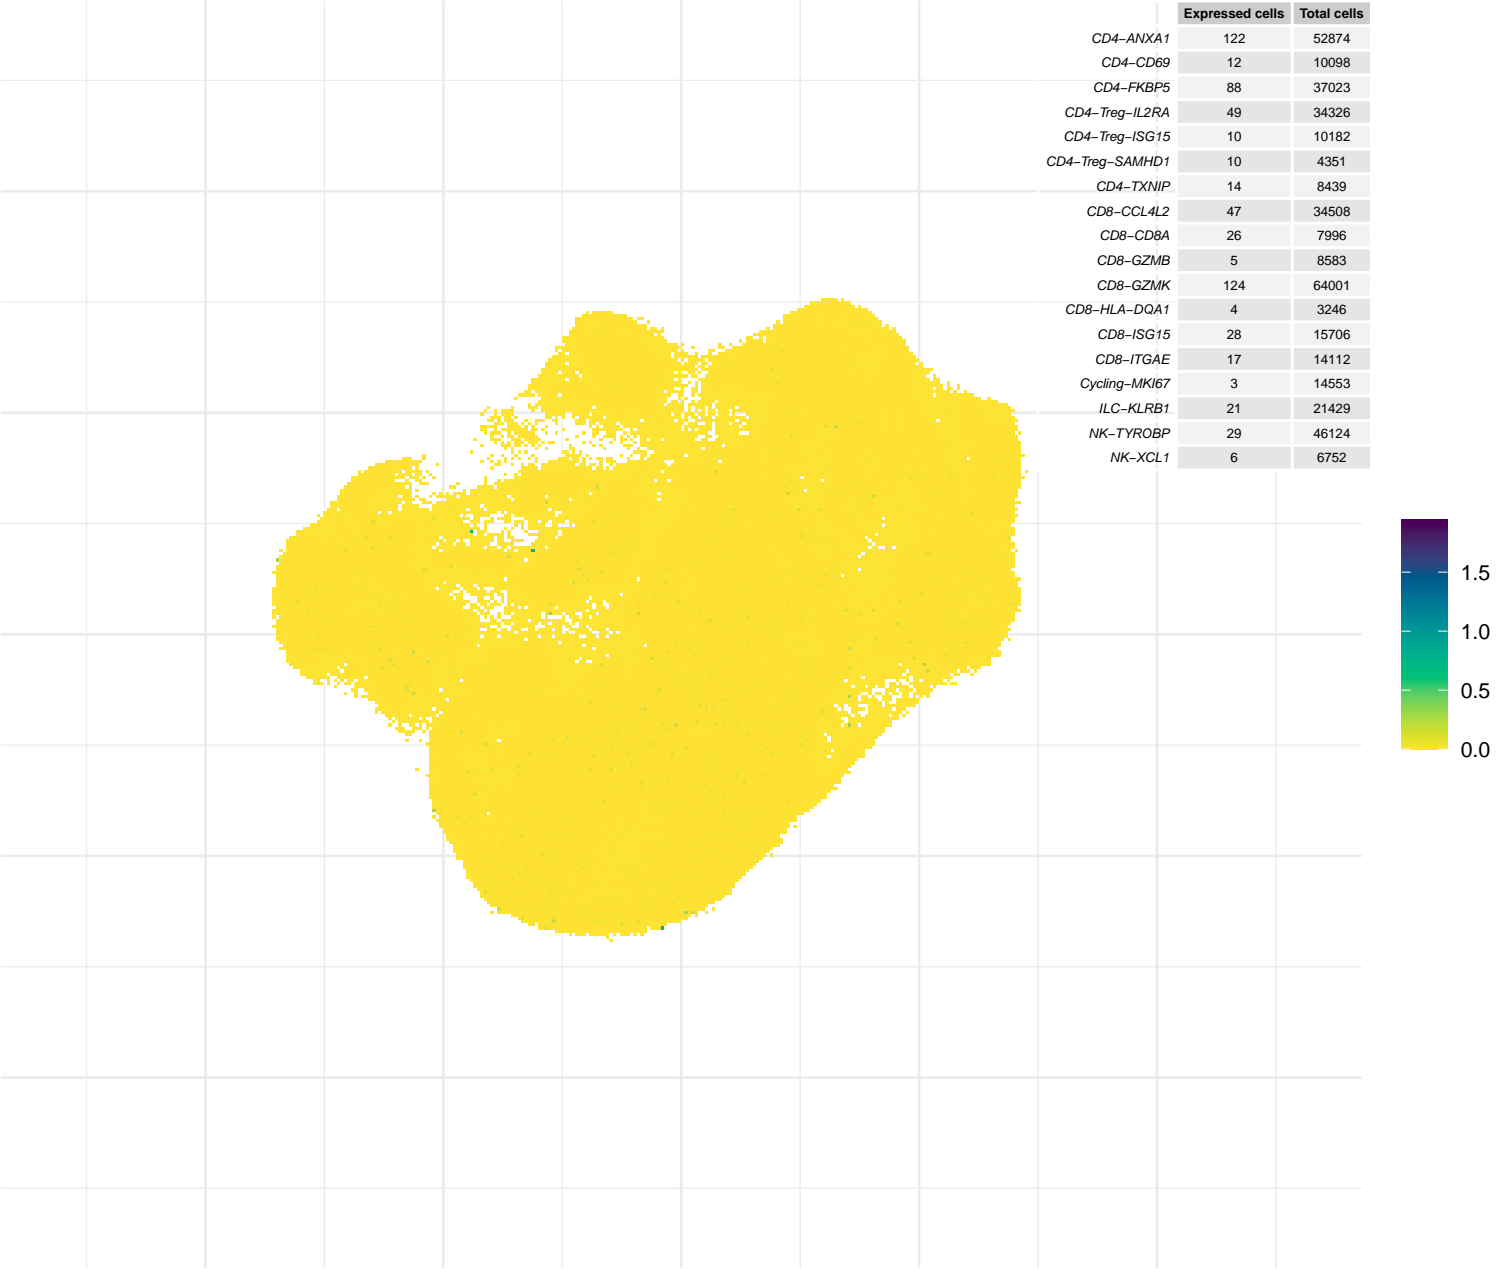 Expressed cells Total cells
CD4−ANXA1 122 52874
CD4−CD69 12 10098
CD4−FKBP5 88 37023
CD4−Treg−IL2RA 49 34326
CD4−Treg−ISG15 10 10182
CD4−Treg−SAMHD1 10 4351
CD4−TXNIP 14 8439
CD8−CCL4L2 47 34508
CD8−CD8A 26 7996
CD8−GZMB 5 8583
CD8−GZMK 124 64001
CD8−HLA−DQA1 4 3246
CD8−ISG15 28 15706
CD8−ITGAE 17 14112
Cycling−MKI67 3 14553
ILC−KLRB1 21 21429
NK−TYROBP 29 46124
NK−XCL1 6 6752
1.5
1.0
0.5
0.0